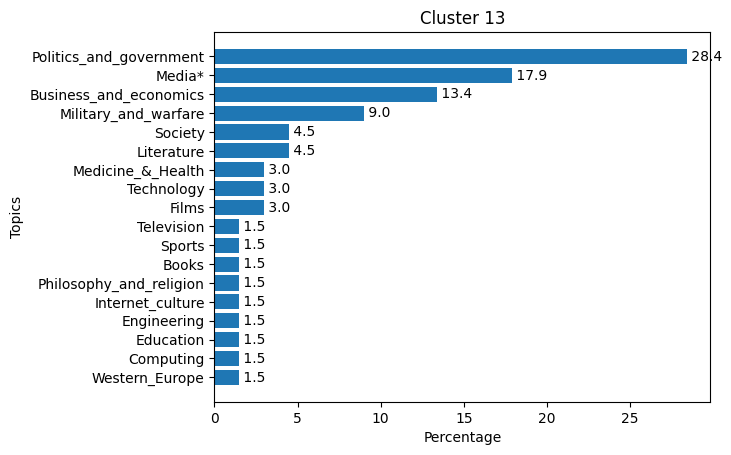 Cluster 13
Politics_and_government 28.4
Media* 17.9
Business_and_economics 13.4
Military_and_warfare 9.0
Society 4.5
Literature 4.5
Medicine_&_Health 3.0
Technology 3.0
Films 3.0
Television 1.5
Sports 1.5
Books 1.5
Philosophy_and_religion 1.5
Internet_culture 1.5
Engineering 1.5
Education 1.5
Computing 1.5
Western_Europe 1.5
Topics
0 5 10 15 20 25
Percentage